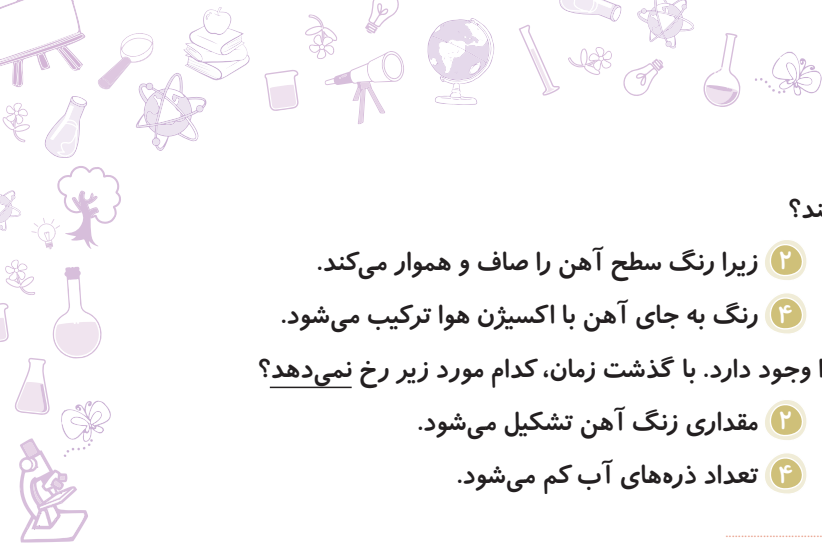 ند؟
۲ زیرا رنگ سطح آهن را صاف و هموار می‌کند.
۴ رنگ به جای آهن با اکسیژن هوا ترکیب می‌شود.
وجود دارد. با گذشت زمان، کدام مورد زیر رخ نمی‌دهد؟
۲ مقداری زنگ آهن تشکیل می‌شود.
۴ تعداد ذره‌های آب کم می‌شود.